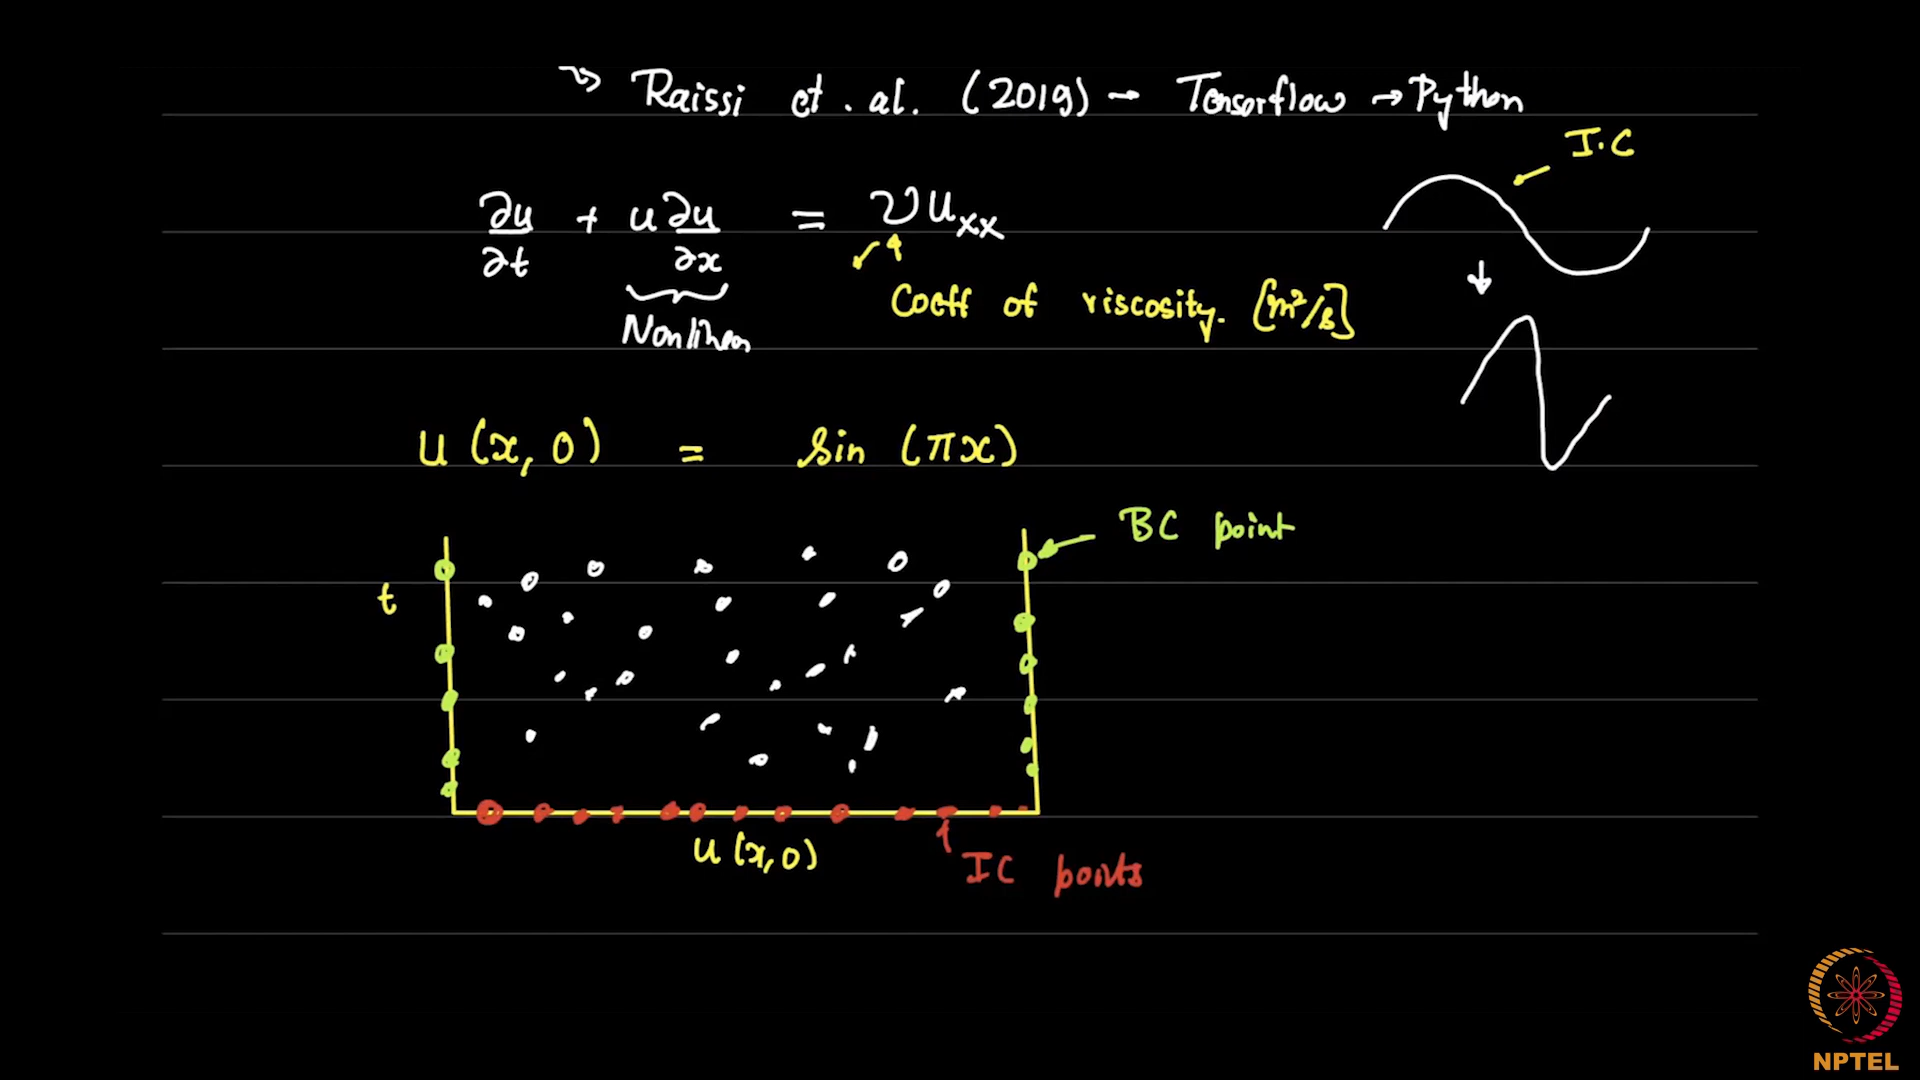 → Raissi et. al. (2019) → Tensorflow → Python
I.C
∂u/∂t + u ∂u/∂x = νu_xx
Coeff of viscosity. [m²/s]
Nonlinear
u(x,0) = sin(πx)
BC point
t
u(x,0)
IC points
NPTEL